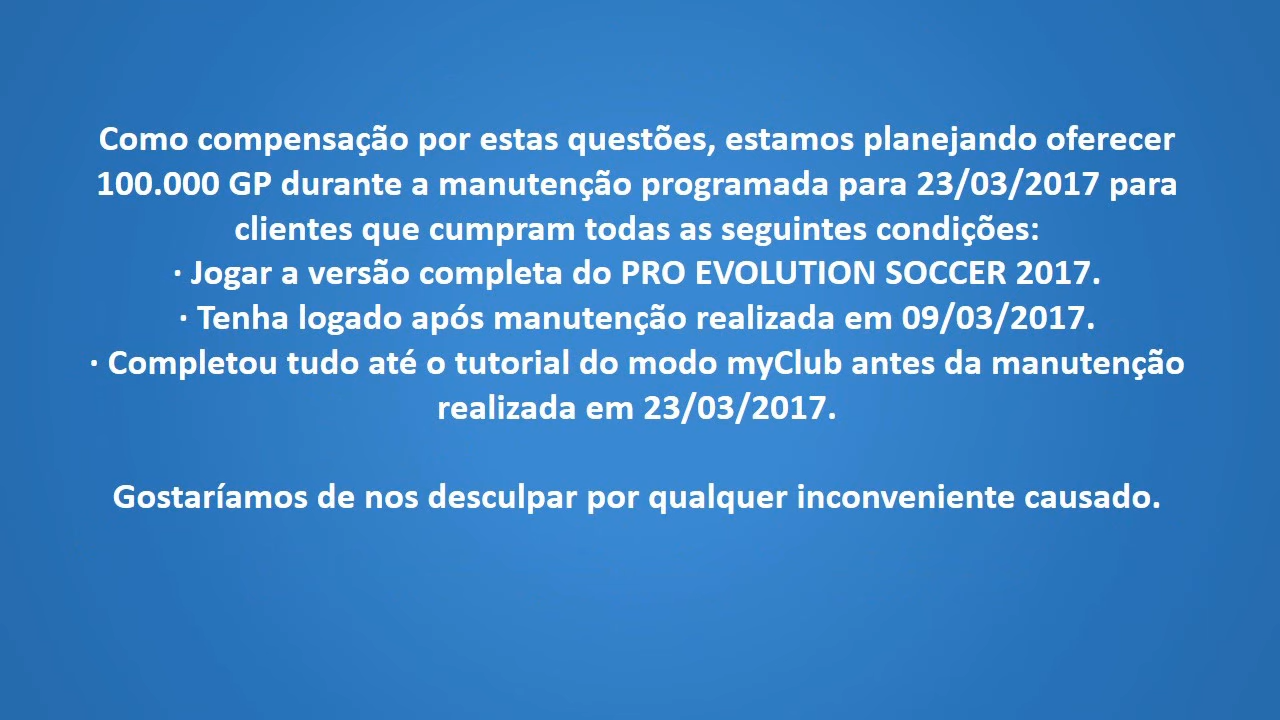 Como compensação por estas questões, estamos planejando oferecer
100.000 GP durante a manutenção programada para 23/03/2017 para
clientes que cumpram todas as seguintes condições:
· Jogar a versão completa do PRO EVOLUTION SOCCER 2017.
· Tenha logado após manutenção realizada em 09/03/2017.
· Completou tudo até o tutorial do modo myClub antes da manutenção
realizada em 23/03/2017.
Gostaríamos de nos desculpar por qualquer inconveniente causado.